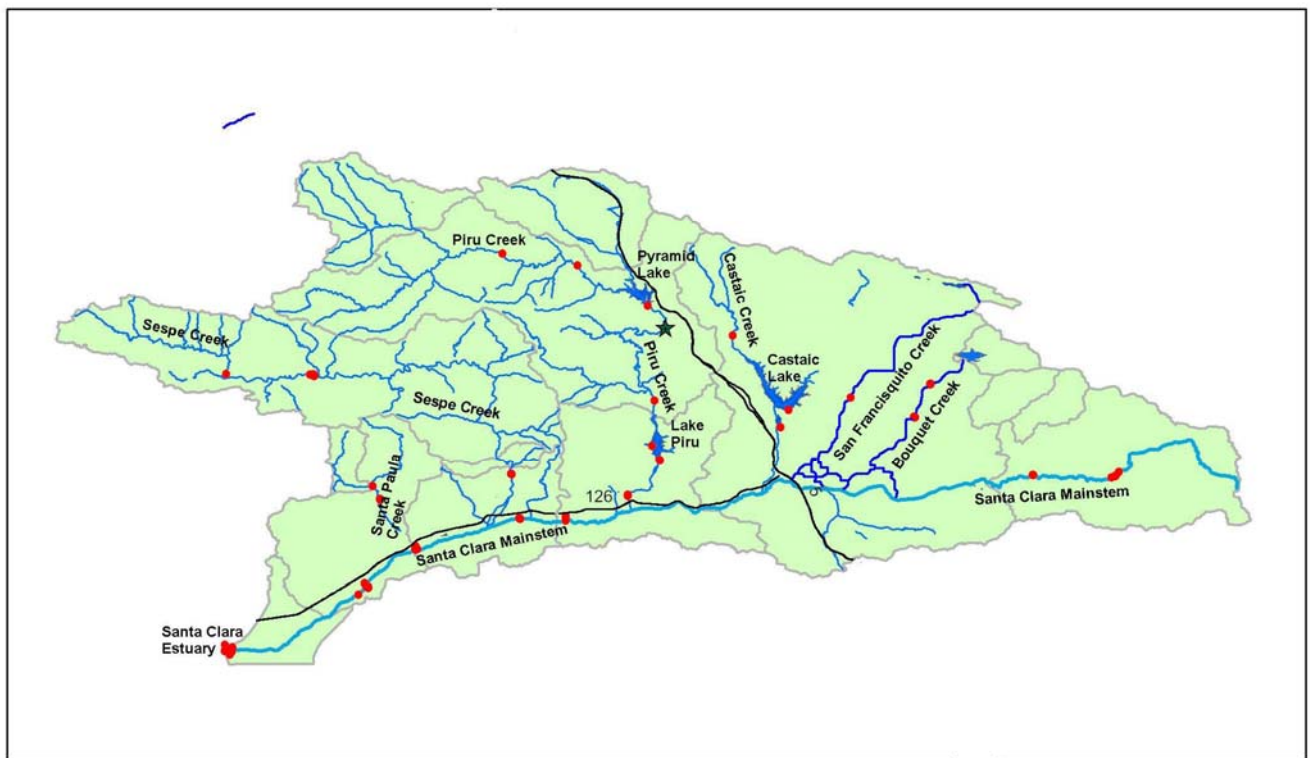 Piru Creek
Pyramid
Lake
Castaic Creek
Sespe Creek
Piru Creek
Castaic
Lake
San Francisquito Creek
Bouquet Creek
Sespe Creek
Lake
Piru
Santa Paula
Creek
126
5
Santa Clara Mainstem
Santa Clara Mainstem
Santa Clara
Estuary